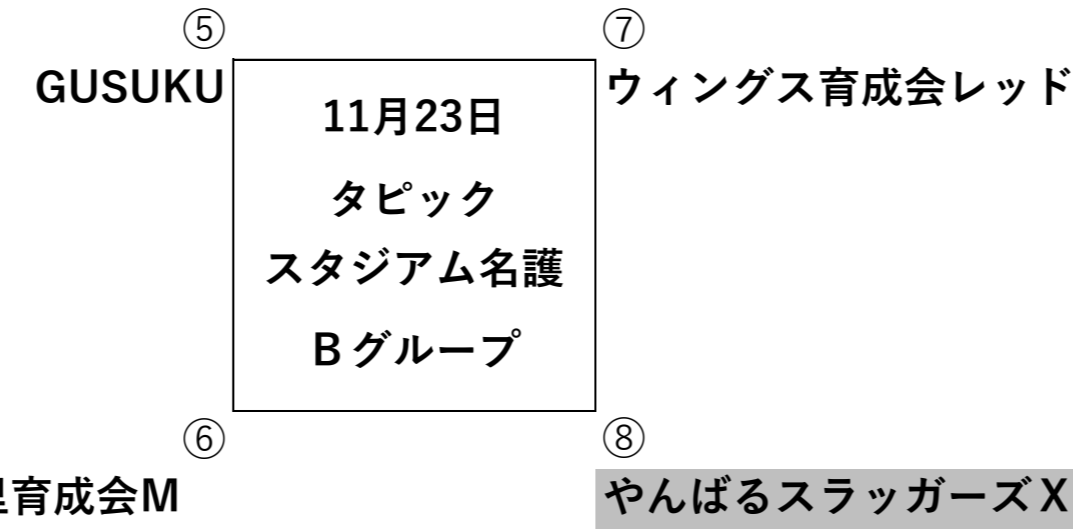 ⑤
⑦
GUSUKU
ウィングス育成会レッド
11月23日
タピック
スタジアム名護
Bグループ
⑥
⑧
育成会M
やんばるスラッガーズX